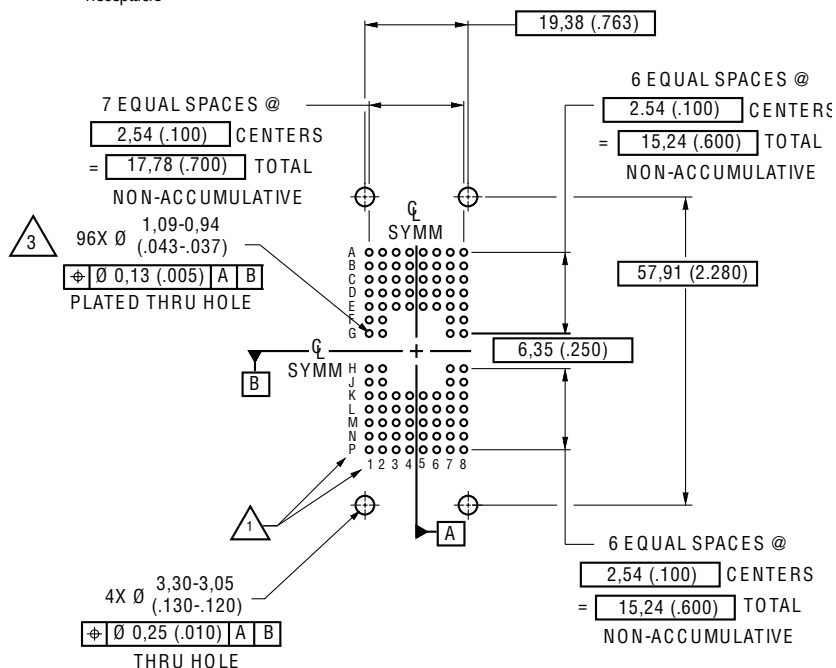 19,38 (.763)
7 EQUAL SPACES @
2,54 (.100) CENTERS
= 17,78 (.700) TOTAL
NON-ACCUMULATIVE
6 EQUAL SPACES @
2.54 (.100) CENTERS
= 15,24 (.600) TOTAL
NON-ACCUMULATIVE
3
96X Ø 1,09-0,94
(.043-.037)
⌖ Ø 0,13 (.005) A B
PLATED THRU HOLE
℄
SYMM
A
B
C
D
E
F
G
57,91 (2.280)
6,35 (.250)
℄
SYMM
B
H
J
K
L
M
N
P
1 2 3 4 5 6 7 8
1
A
4X Ø 3,30-3,05
(.130-.120)
⌖ Ø 0,25 (.010) A B
THRU HOLE
6 EQUAL SPACES @
2,54 (.100) CENTERS
= 15,24 (.600) TOTAL
NON-ACCUMULATIVE